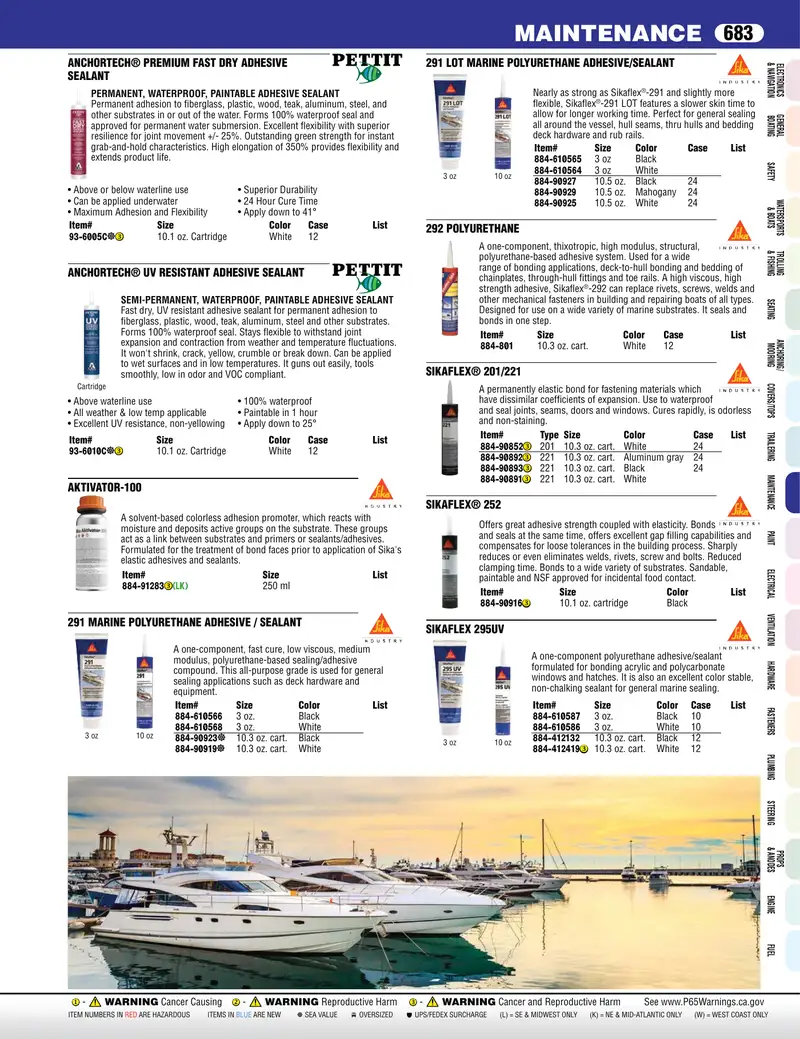 MAINTENANCE 683
ANCHORTECH® PREMIUM FAST DRY ADHESIVE
SEALANT
PETTIT
PERMANENT, WATERPROOF, PAINTABLE ADHESIVE SEALANT
Permanent adhesion to fiberglass, plastic, wood, teak, aluminum, steel, and
other substrates in or out of the water. Forms 100% waterproof seal and
approved for permanent water submersion. Excellent flexibility with superior
resilience for joint movement +/- 25%. Outstanding green strength for instant
grab-and-hold characteristics. High elongation of 350% provides flexibility and
extends product life.
• Above or below waterline use
• Can be applied underwater
• Maximum Adhesion and Flexibility
• Superior Durability
• 24 Hour Cure Time
• Apply down to 41°
Item# Size Color Case List
93-6005C 3 10.1 oz. Cartridge White 12
ANCHORTECH® UV RESISTANT ADHESIVE SEALANT
PETTIT
UV
SEMI-PERMANENT, WATERPROOF, PAINTABLE ADHESIVE SEALANT
Fast dry, UV resistant adhesive sealant for permanent adhesion to
fiberglass, plastic, wood, teak, aluminum, steel and other substrates.
Forms 100% waterproof seal. Stays flexible to withstand joint
expansion and contraction from weather and temperature fluctuations.
It won't shrink, crack, yellow, crumble or break down. Can be applied
to wet surfaces and in low temperatures. It guns out easily, tools
smoothly, low in odor and VOC compliant.
Cartridge
• Above waterline use
• All weather & low temp applicable
• Excellent UV resistance, non-yellowing
• 100% waterproof
• Paintable in 1 hour
• Apply down to 25°
Item# Size Color Case List
93-6010C 3 10.1 oz. Cartridge White 12
AKTIVATOR-100
Sika
INDUSTRY
A solvent-based colorless adhesion promoter, which reacts with
moisture and deposits active groups on the substrate. These groups
act as a link between substrates and primers or sealants/adhesives.
Formulated for the treatment of bond faces prior to application of Sika's
elastic adhesives and sealants.
Item# Size List
884-91283 3 (LK) 250 ml
291 MARINE POLYURETHANE ADHESIVE / SEALANT
Sika
INDUSTRY
291
291
A one-component, fast cure, low viscous, medium
modulus, polyurethane-based sealing/adhesive
compound. This all-purpose grade is used for general
sealing applications such as deck hardware and
equipment.
3 oz 10 oz
Item# Size Color List
884-610566 3 oz. Black
884-610568 3 oz. White
884-90923 10.3 oz. cart. Black
884-90919 10.3 oz. cart. White
291 LOT MARINE POLYURETHANE ADHESIVE/SEALANT
Sika
INDUSTRY
291 LOT
291 LOT
Nearly as strong as Sikaflex®-291 and slightly more
flexible, Sikaflex®-291 LOT features a slower skin time to
allow for longer working time. Perfect for general sealing
all around the vessel, hull seams, thru hulls and bedding
deck hardware and rub rails.
3 oz 10 oz
Item# Size Color Case List
884-610565 3 oz Black
884-610564 3 oz White
884-90927 10.5 oz. Black 24
884-90929 10.5 oz. Mahogany 24
884-90925 10.5 oz. White 24
292 POLYURETHANE
Sika
INDUSTRY
A one-component, thixotropic, high modulus, structural,
polyurethane-based adhesive system. Used for a wide
range of bonding applications, deck-to-hull bonding and bedding of
chainplates, through-hull fittings and toe rails. A high viscous, high
strength adhesive, Sikaflex®-292 can replace rivets, screws, welds and
other mechanical fasteners in building and repairing boats of all types.
Designed for use on a wide variety of marine substrates. It seals and
bonds in one step.
Item# Size Color Case List
884-801 10.3 oz. cart. White 12
SIKAFLEX® 201/221
Sika
INDUSTRY
221
A permanently elastic bond for fastening materials which
have dissimilar coefficients of expansion. Use to waterproof
and seal joints, seams, doors and windows. Cures rapidly, is odorless
and non-staining.
Item# Type Size Color Case List
884-90852 3 201 10.3 oz. cart. White 24
884-90892 3 221 10.3 oz. cart. Aluminum gray 24
884-90893 3 221 10.3 oz. cart. Black 24
884-90891 3 221 10.3 oz. cart. White
SIKAFLEX® 252
Sika
INDUSTRY
252
Offers great adhesive strength coupled with elasticity. Bonds
and seals at the same time, offers excellent gap filling capabilities and
compensates for loose tolerances in the building process. Sharply
reduces or even eliminates welds, rivets, screw and bolts. Reduced
clamping time. Bonds to a wide variety of substrates. Sandable,
paintable and NSF approved for incidental food contact.
Item# Size Color List
884-90916 3 10.1 oz. cartridge Black
SIKAFLEX 295UV
Sika
INDUSTRY
295 UV
295 UV
A one-component polyurethane adhesive/sealant
formulated for bonding acrylic and polycarbonate
windows and hatches. It is also an excellent color stable,
non-chalking sealant for general marine sealing.
3 oz 10 oz
Item# Size Color Case List
884-610587 3 oz. Black 10
884-610586 3 oz. White 10
884-412132 10.3 oz. cart. Black 12
884-412419 3 10.3 oz. cart. White 12
ELECTRONICS
& NAVIGATION
GENERAL
BOATING
SAFETY
WATERSPORTS
& BOATS
TROLLING
& FISHING
SEATING
ANCHORING/
MOORING
COVERS/TOPS
TRAILERING
MAINTENANCE
PAINT
ELECTRICAL
VENTILATION
HARDWARE
FASTENERS
PLUMBING
STEERING
PROPS
& ANODES
ENGINE
FUEL
1 - WARNING Cancer Causing 2 - WARNING Reproductive Harm 3 - WARNING Cancer and Reproductive Harm See www.P65Warnings.ca.gov
ITEM NUMBERS IN RED ARE HAZARDOUS ITEMS IN BLUE ARE NEW SEA VALUE OVERSIZED UPS/FEDEX SURCHARGE (L) = SE & MIDWEST ONLY (K) = NE & MID-ATLANTIC ONLY (W) = WEST COAST ONLY